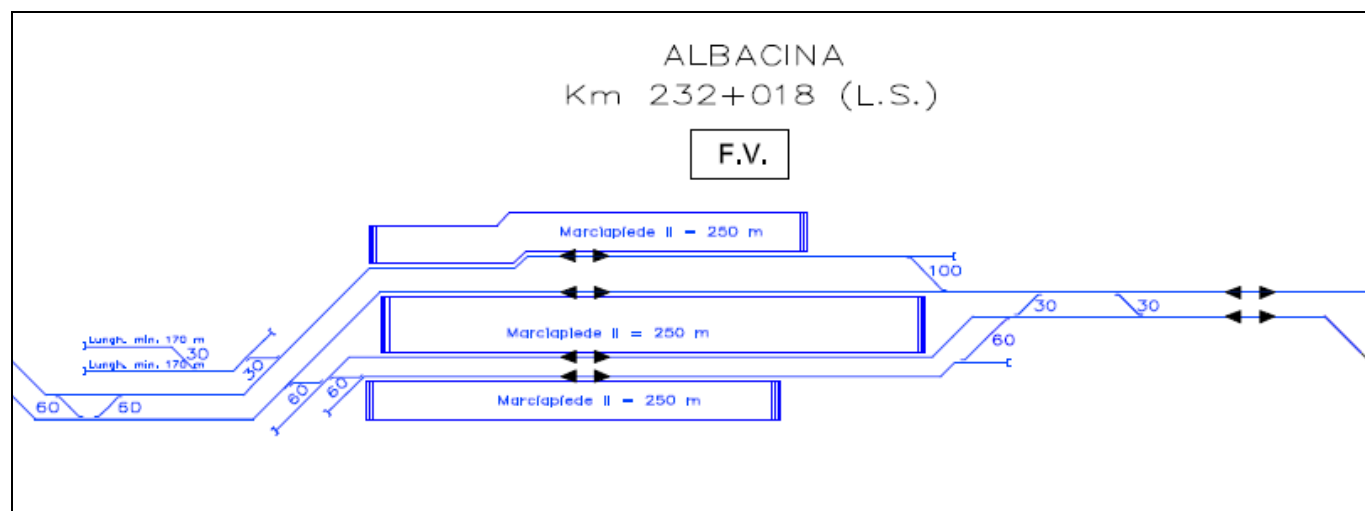 ALBACINA
Km 232+018 (L.S.)
F.V.
Marciapiede II = 250 m
100
30
30
Lungh. min. 170 m
30
Marciapiede II = 250 m
60
Lungh. min. 170 m
30
60
60
60
60
Marciapiede II = 250 m